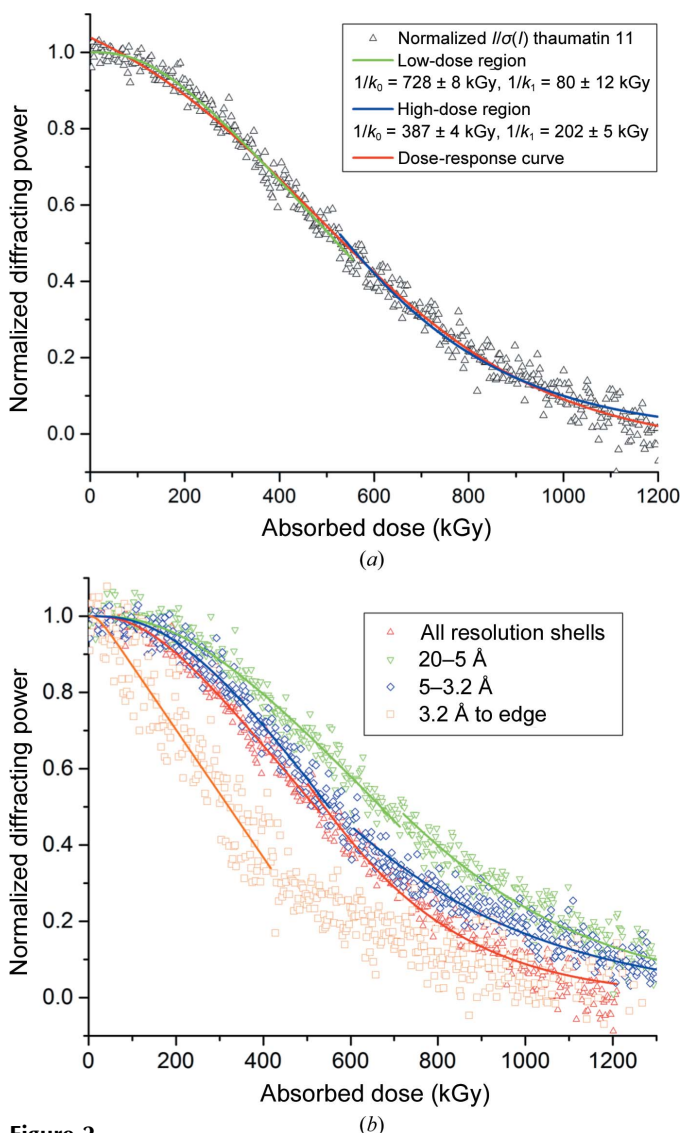 1.0
0.8
0.6
0.4
0.2
0.0
Normalized diffracting power
Normalized I/σ(I) thaumatin 11
Low-dose region
1/k₀ = 728 ± 8 kGy, 1/k₁ = 80 ± 12 kGy
High-dose region
1/k₀ = 387 ± 4 kGy, 1/k₁ = 202 ± 5 kGy
Dose-response curve
0 200 400 600 800 1000 1200
Absorbed dose (kGy)
(a)
1.0
0.8
0.6
0.4
0.2
0.0
Normalized diffracting power
All resolution shells
20–5 Å
5–3.2 Å
3.2 Å to edge
0 200 400 600 800 1000 1200
Absorbed dose (kGy)
(b)
Figure 2